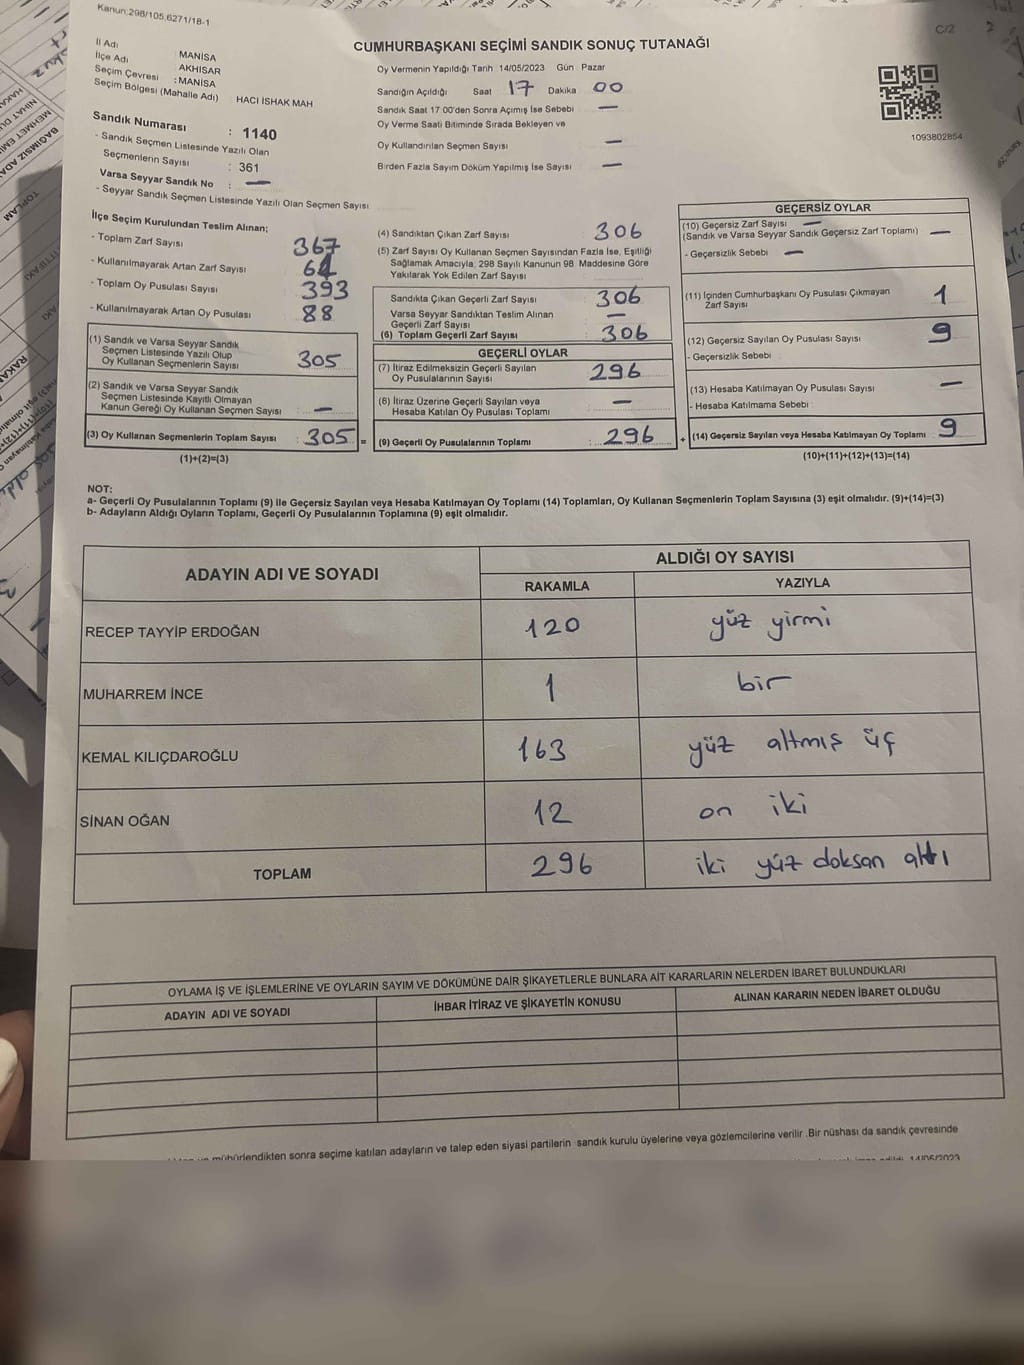 Kanun:298/105,6271/18-1
C/2
CUMHURBAŞKANI SEÇİMİ SANDIK SONUÇ TUTANAĞI
İl Adı : MANİSA
İlçe Adı : AKHİSAR
Seçim Çevresi : MANİSA
Seçim Bölgesi (Mahalle Adı) : HACI İSHAK MAH
Sandık Numarası : 1140
- Sandık Seçmen Listesinde Yazılı Olan
Seçmenlerin Sayısı : 361
Varsa Seyyar Sandık No : —
- Seyyar Sandık Seçmen Listesinde Yazılı Olan Seçmen Sayısı
Oy Vermenin Yapıldığı Tarih 14/05/2023 Gün Pazar
Sandığın Açıldığı Saat 17 Dakika 00
Sandık Saat 17.00'den Sonra Açımış İse Sebebi —
Oy Verme Saati Bitiminde Sırada Bekleyen ve
Oy Kullandırılan Seçmen Sayısı —
Birden Fazla Sayım Döküm Yapılmış İse Sayısı —
1093802854
İlçe Seçim Kurulundan Teslim Alınan;
- Toplam Zarf Sayısı 367
- Kullanılmayarak Artan Zarf Sayısı 61
- Toplam Oy Pusulası Sayısı 393
- Kullanılmayarak Artan Oy Pusulası 88
(1) Sandık ve Varsa Seyyar Sandık
Seçmen Listesinde Yazılı Olup
Oy Kullanan Seçmenlerin Sayısı 305
(2) Sandık ve Varsa Seyyar Sandık
Seçmen Listesinde Kayıtlı Olmayan
Kanun Gereği Oy Kullanan Seçmen Sayısı —
(3) Oy Kullanan Seçmenlerin Toplam Sayısı : 305 =
(1)+(2)=(3)
(4) Sandıktan Çıkan Zarf Sayısı 306
(5) Zarf Sayısı Oy Kullanan Seçmen Sayısından Fazla İse, Eşitliği
Sağlamak Amacıyla, 298 Sayılı Kanunun 98. Maddesine Göre
Yakılarak Yok Edilen Zarf Sayısı
Sandıkta Çıkan Geçerli Zarf Sayısı 306
Varsa Seyyar Sandıktan Teslim Alınan
Geçerli Zarf Sayısı —
(6) Toplam Geçerli Zarf Sayısı 306
GEÇERLİ OYLAR
(7) İtiraz Edilmeksizin Geçerli Sayılan
Oy Pusulalarının Sayısı 296
(8) İtiraz Üzerine Geçerli Sayılan veya
Hesaba Katılan Oy Pusulası Toplamı —
(9) Geçerli Oy Pusulalarının Toplamı : 296 +
GEÇERSİZ OYLAR
(10) Geçersiz Zarf Sayısı —
(Sandık ve Varsa Seyyar Sandık Geçersiz Zarf Toplamı) —
- Geçersizlik Sebebi —
(11) İçinden Cumhurbaşkanı Oy Pusulası Çıkmayan
Zarf Sayısı 1
(12) Geçersiz Sayılan Oy Pusulası Sayısı 9
- Geçersizlik Sebebi :
(13) Hesaba Katılmayan Oy Pusulası Sayısı —
- Hesaba Katılmama Sebebi :
(14) Geçersiz Sayılan veya Hesaba Katılmayan Oy Toplamı 9
(10)+(11)+(12)+(13)=(14)
NOT:
a- Geçerli Oy Pusulalarının Toplamı (9) ile Geçersiz Sayılan veya Hesaba Katılmayan Oy Toplamı (14) Toplamları, Oy Kullanan Seçmenlerin Toplam Sayısına (3) eşit olmalıdır. (9)+(14)=(3)
b- Adayların Aldığı Oyların Toplamı, Geçerli Oy Pusulalarının Toplamına (9) eşit olmalıdır.
ADAYIN ADI VE SOYADI
ALDIĞI OY SAYISI
RAKAMLA YAZIYLA
RECEP TAYYİP ERDOĞAN 120 yüz yirmi
MUHARREM İNCE 1 bir
KEMAL KILIÇDAROĞLU 163 yüz altmış üç
SİNAN OĞAN 12 on iki
TOPLAM 296 iki yüz doksan altı
OYLAMA İŞ VE İŞLEMLERİNE VE OYLARIN SAYIM VE DÖKÜMÜNE DAİR ŞİKAYETLERLE BUNLARA AİT KARARLARIN NELERDEN İBARET BULUNDUKLARI
ADAYIN ADI VE SOYADI İHBAR İTİRAZ VE ŞİKAYETİN KONUSU ALINAN KARARIN NEDEN İBARET OLDUĞU
mühürlendikten sonra seçime katılan adayların ve talep eden siyasi partilerin sandık kurulu üyelerine veya gözlemcilerine verilir .Bir nüshası da sandık çevresinde
14/05/2023